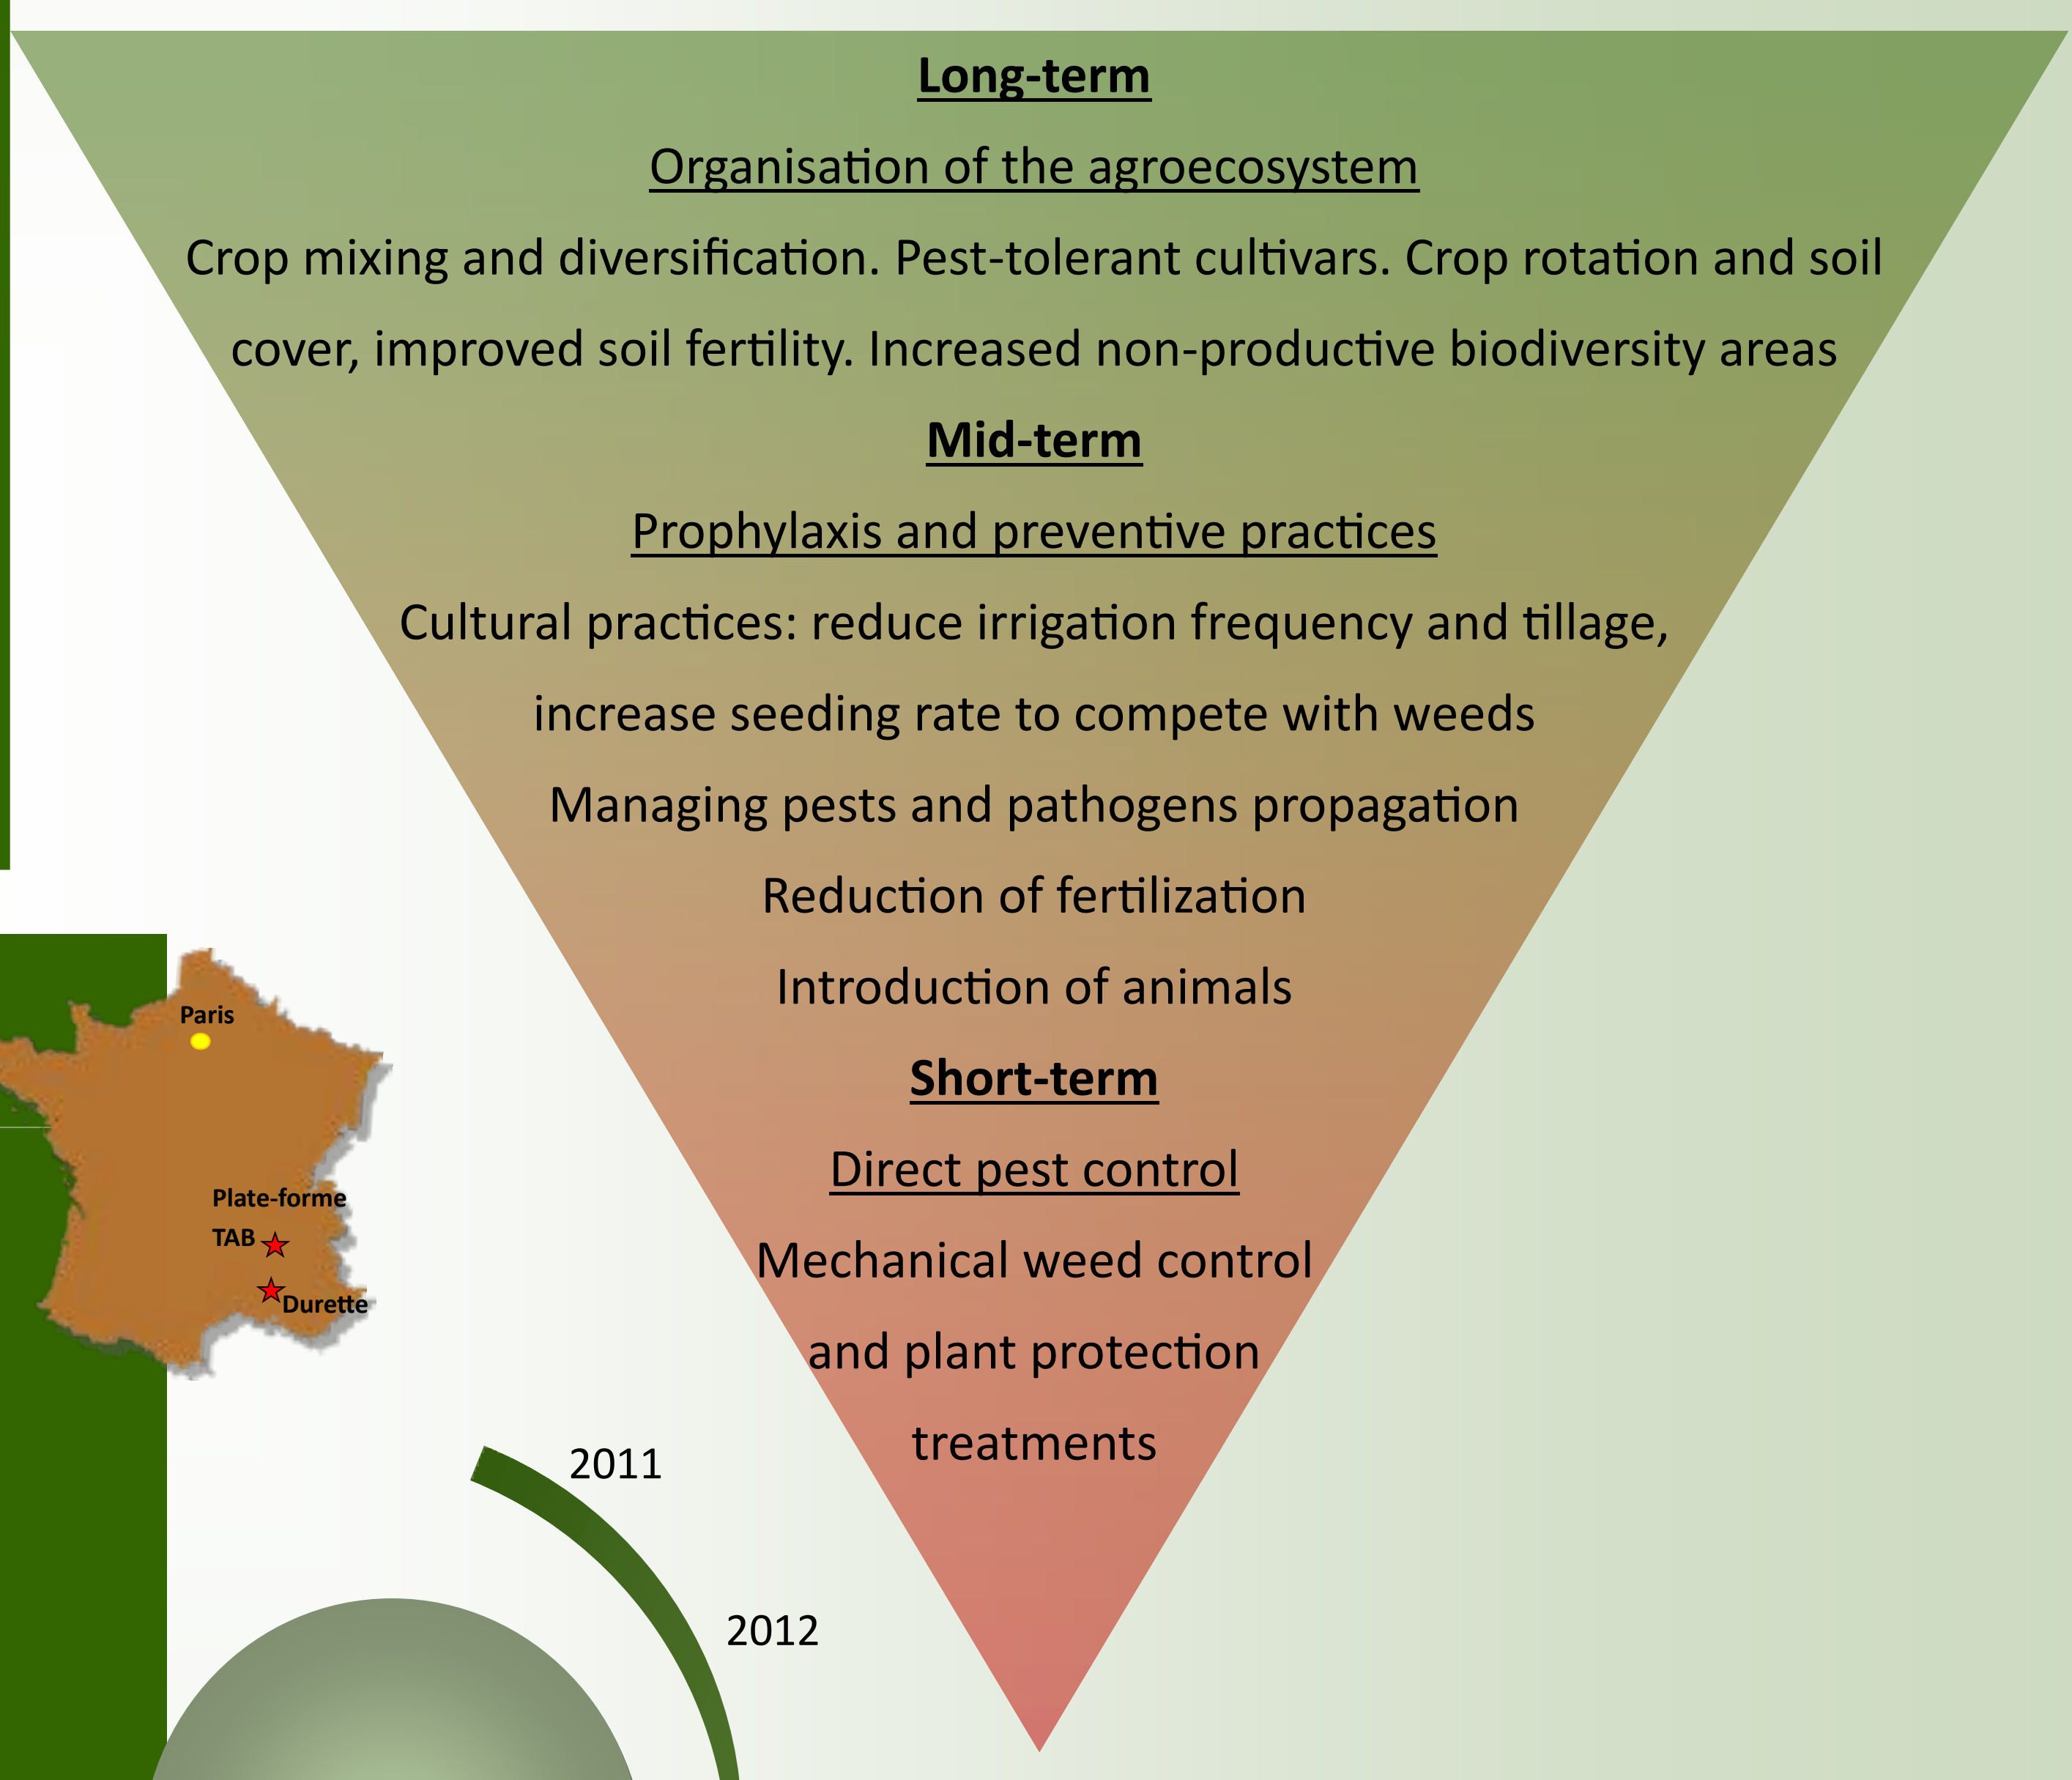 Long-term
Organisation of the agroecosystem
Crop mixing and diversification. Pest-tolerant cultivars. Crop rotation and soil
cover, improved soil fertility. Increased non-productive biodiversity areas
Mid-term
Prophylaxis and preventive practices
Cultural practices: reduce irrigation frequency and tillage,
increase seeding rate to compete with weeds
Managing pests and pathogens propagation
Reduction of fertilization
Introduction of animals
Short-term
Direct pest control
Mechanical weed control
and plant protection
treatments
Paris
Plate-forme
TAB
Durette
2011
2012